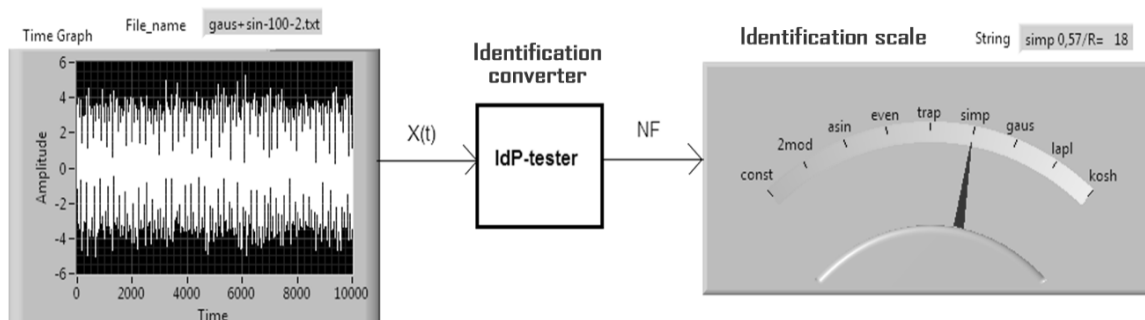 File_name gaus+sin-100-2.txt
Time Graph
Amplitude
6
4
2
0
-2
-4
-6
0 2000 4000 6000 8000 10000
Time
X(t)
Identification
converter
IdP-tester
NF
Identification scale
String simp 0,57/R= 18
const 2mod asin even trap simp gaus lapl kosh